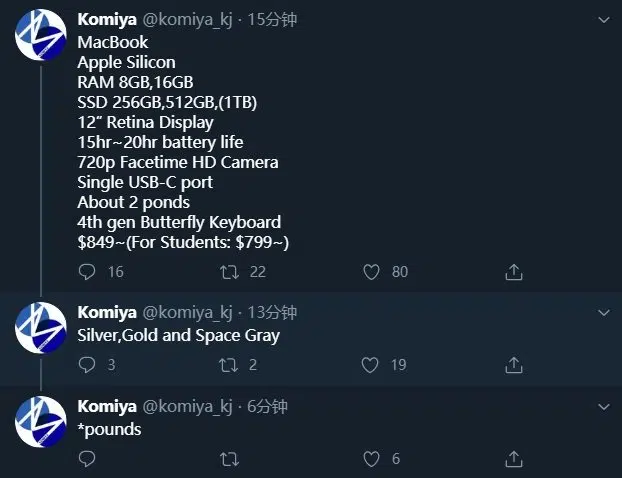 Komiya @komiya_kj · 15分钟
MacBook
Apple Silicon
RAM 8GB,16GB
SSD 256GB,512GB,(1TB)
12” Retina Display
15hr~20hr battery life
720p Facetime HD Camera
Single USB-C port
About 2 ponds
4th gen Butterfly Keyboard
$849~(For Students: $799~)
16 22 80
Komiya @komiya_kj · 13分钟
Silver,Gold and Space Gray
3 2 19
Komiya @komiya_kj · 6分钟
*pounds
6